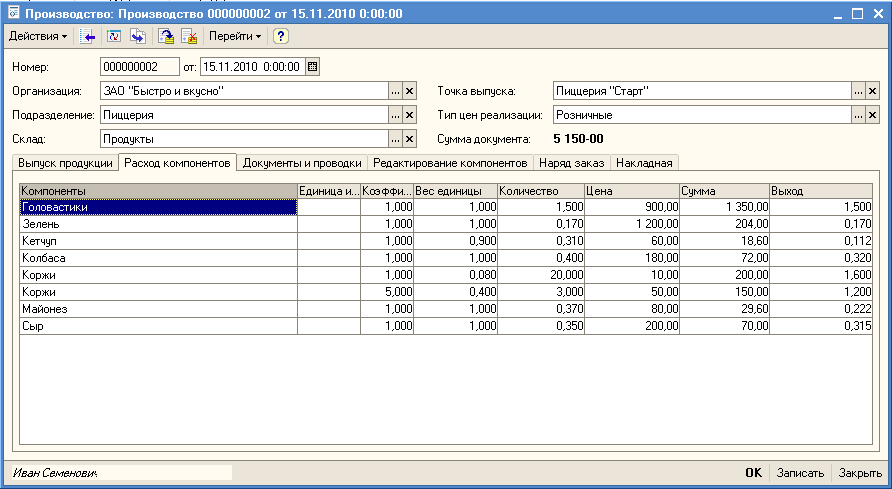 Производство: Производство 000000002 от 15.11.2010 0:00:00
Действия Перейти ?
Номер: 000000002 от: 15.11.2010 0:00:00
Организация: ЗАО "Быстро и вкусно" ... x Точка выпуска: Пиццерия "Старт" ... x
Подразделение: Пиццерия ... x Тип цен реализации: Розничные ... x
Склад: Продукты ... x Сумма документа: 5 150-00
Выпуск продукции Расход компонентов Документы и проводки Редактирование компонентов Наряд заказ Накладная
Компоненты Единица и... Коэффи... Вес единицы Количество Цена Сумма Выход
Головастики 1,000 1,000 1,500 900,00 1 350,00 1,500
Зелень 1,000 1,000 0,170 1 200,00 204,00 0,170
Кетчуп 1,000 0,900 0,310 60,00 18,60 0,112
Колбаса 1,000 1,000 0,400 180,00 72,00 0,320
Коржи 1,000 0,080 20,000 10,00 200,00 1,600
Коржи 5,000 0,400 3,000 50,00 150,00 1,200
Майонез 1,000 1,000 0,370 80,00 29,60 0,222
Сыр 1,000 1,000 0,350 200,00 70,00 0,315
Иван Семенович OK Записать Закрыть